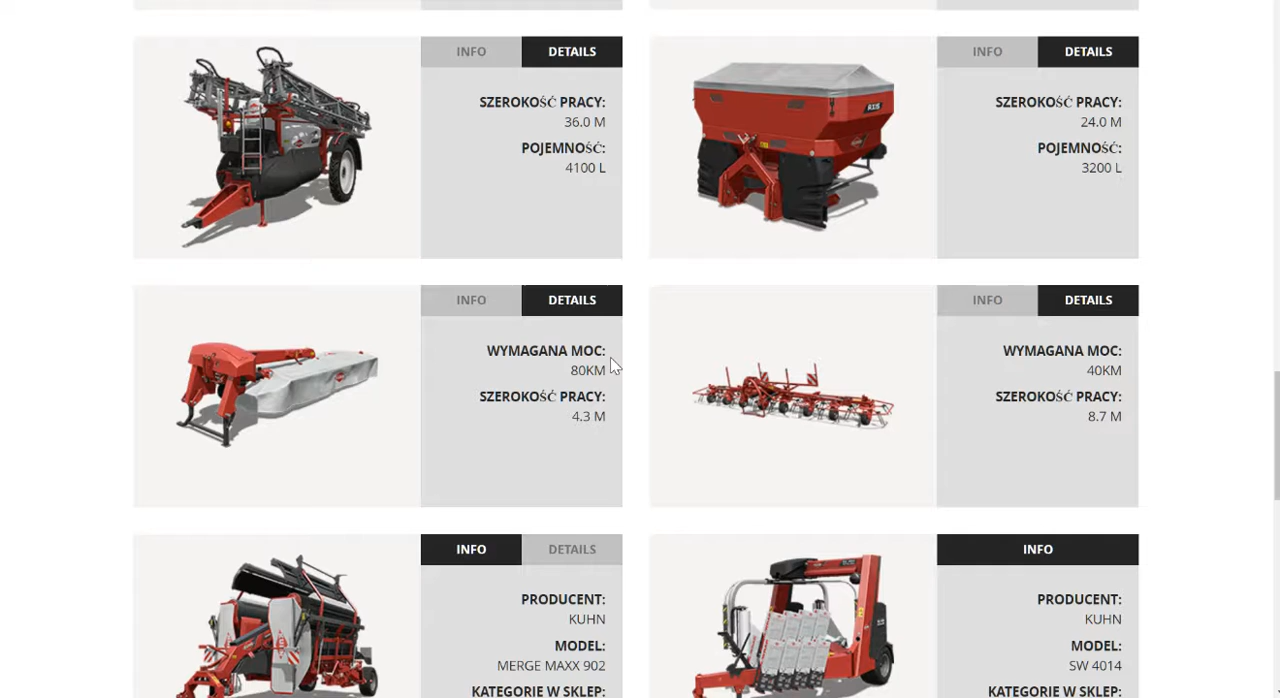 INFO
DETAILS
SZEROKOŚĆ PRACY:
36.0 M
POJEMNOŚĆ:
4100 L
INFO
DETAILS
SZEROKOŚĆ PRACY:
24.0 M
POJEMNOŚĆ:
3200 L
INFO
DETAILS
WYMAGANA MOC:
80KM
SZEROKOŚĆ PRACY:
4.3 M
INFO
DETAILS
WYMAGANA MOC:
40KM
SZEROKOŚĆ PRACY:
8.7 M
INFO
DETAILS
PRODUCENT:
KUHN
MODEL:
MERGE MAXX 902
KATEGORIE W SKLEP:
INFO
PRODUCENT:
KUHN
MODEL:
SW 4014
KATEGORIE W SKLEP: